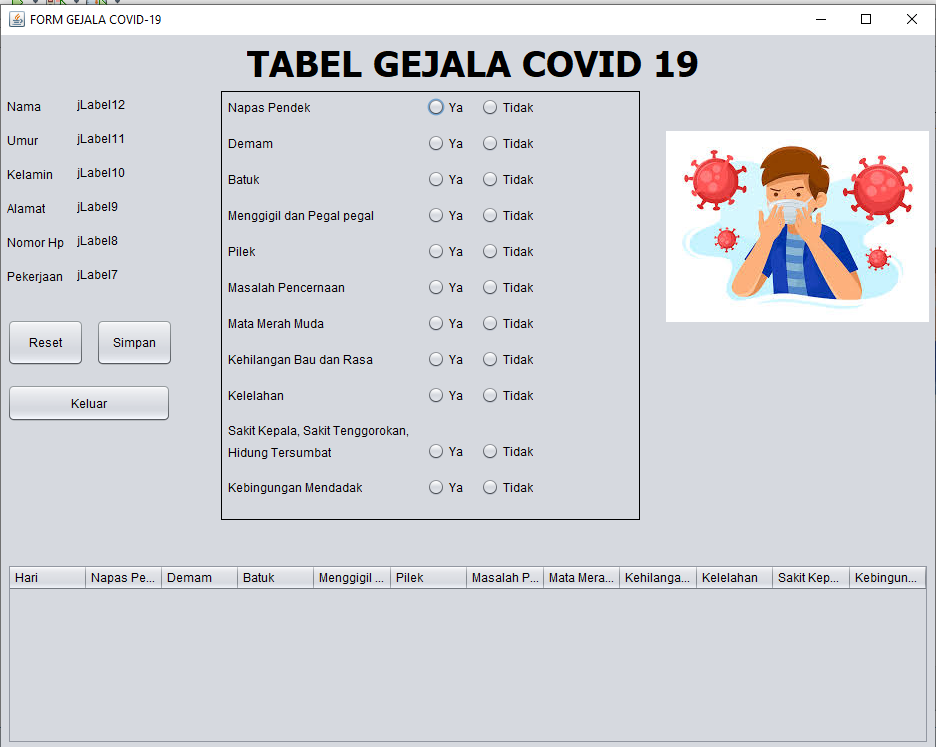 FORM GEJALA COVID-19
TABEL GEJALA COVID 19
Nama jLabel12
Umur jLabel11
Kelamin jLabel10
Alamat jLabel9
Nomor Hp jLabel8
Pekerjaan jLabel7
Reset Simpan
Keluar
Napas Pendek Ya Tidak
Demam Ya Tidak
Batuk Ya Tidak
Menggigil dan Pegal pegal Ya Tidak
Pilek Ya Tidak
Masalah Pencernaan Ya Tidak
Mata Merah Muda Ya Tidak
Kehilangan Bau dan Rasa Ya Tidak
Kelelahan Ya Tidak
Sakit Kepala, Sakit Tenggorokan,
Hidung Tersumbat Ya Tidak
Kebingungan Mendadak Ya Tidak
Hari Napas Pe... Demam Batuk Menggigil ... Pilek Masalah P... Mata Mera... Kehilanga... Kelelahan Sakit Kep... Kebingun...